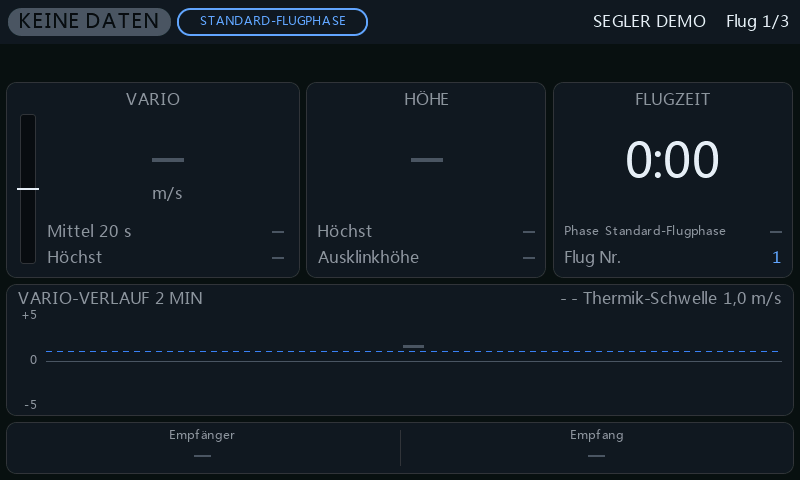 KEINE DATEN STANDARD-FLUGPHASE SEGLER DEMO Flug 1/3
VARIO
—
m/s
Mittel 20 s —
Höchst —
HÖHE
—
Höchst —
Ausklinkhöhe —
FLUGZEIT
0:00
Phase Standard-Flugphase —
Flug Nr. 1
VARIO-VERLAUF 2 MIN - - Thermik-Schwelle 1,0 m/s
+5
—
0
-5
Empfänger
—
Empfang
—